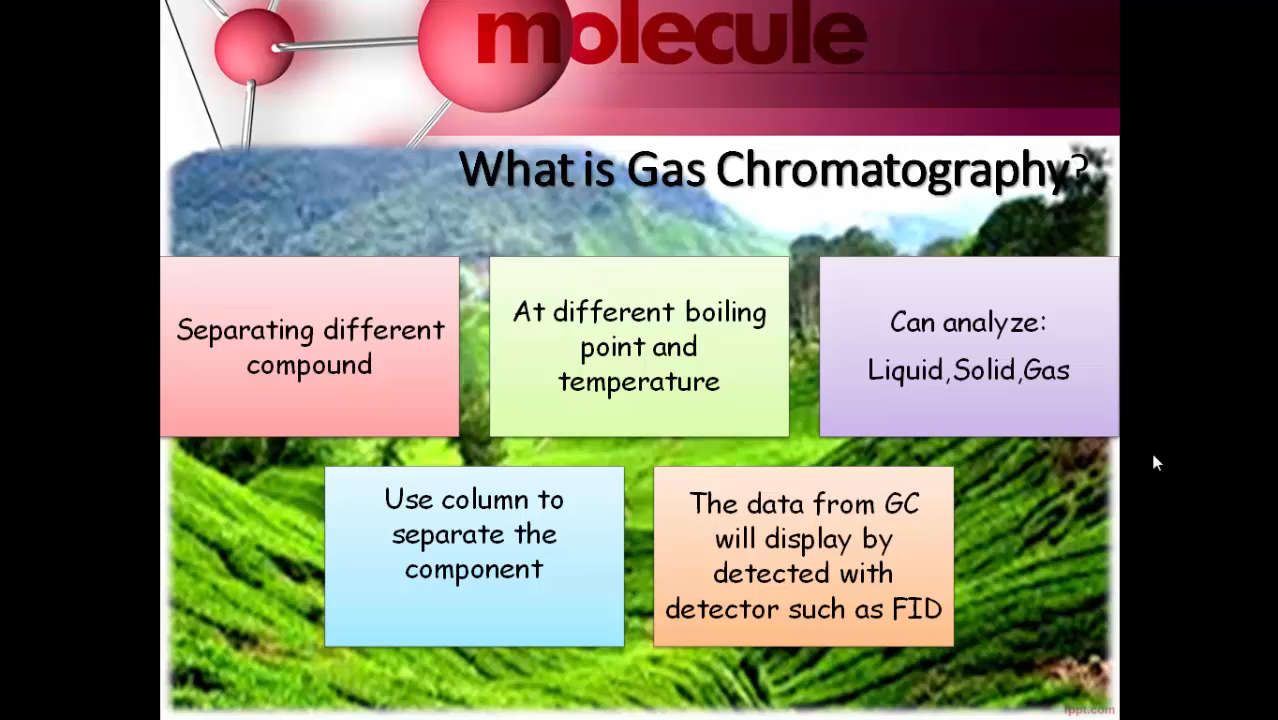 molecule
What is Gas Chromatography?
Separating different
compound
At different boiling
point and
temperature
Can analyze:
Liquid,Solid,Gas
Use column to
separate the
component
The data from GC
will display by
detected with
detector such as FID
fppt.com